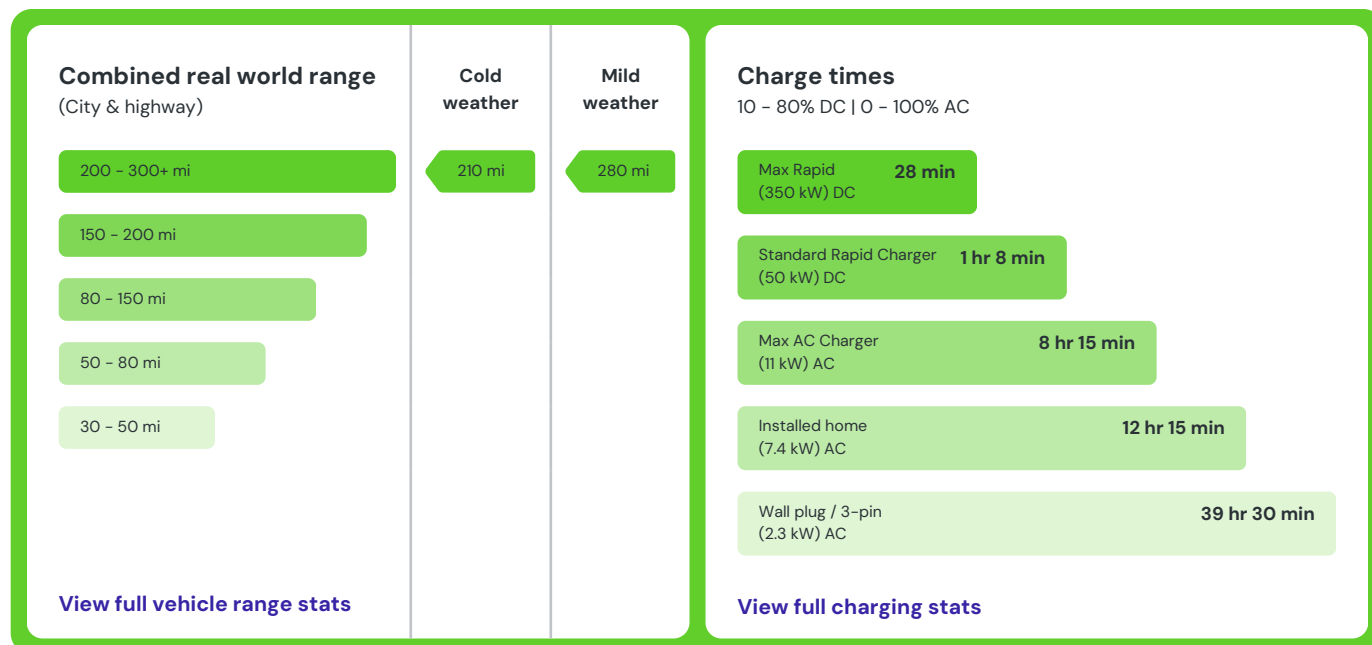 Combined real world range
(City & highway)
Cold
weather
Mild
weather
200 - 300+ mi
210 mi
280 mi
150 - 200 mi
80 - 150 mi
50 - 80 mi
30 - 50 mi
View full vehicle range stats
Charge times
10 - 80% DC | 0 - 100% AC
Max Rapid
(350 kW) DC
28 min
Standard Rapid Charger
(50 kW) DC
1 hr 8 min
Max AC Charger
(11 kW) AC
8 hr 15 min
Installed home
(7.4 kW) AC
12 hr 15 min
Wall plug / 3-pin
(2.3 kW) AC
39 hr 30 min
View full charging stats